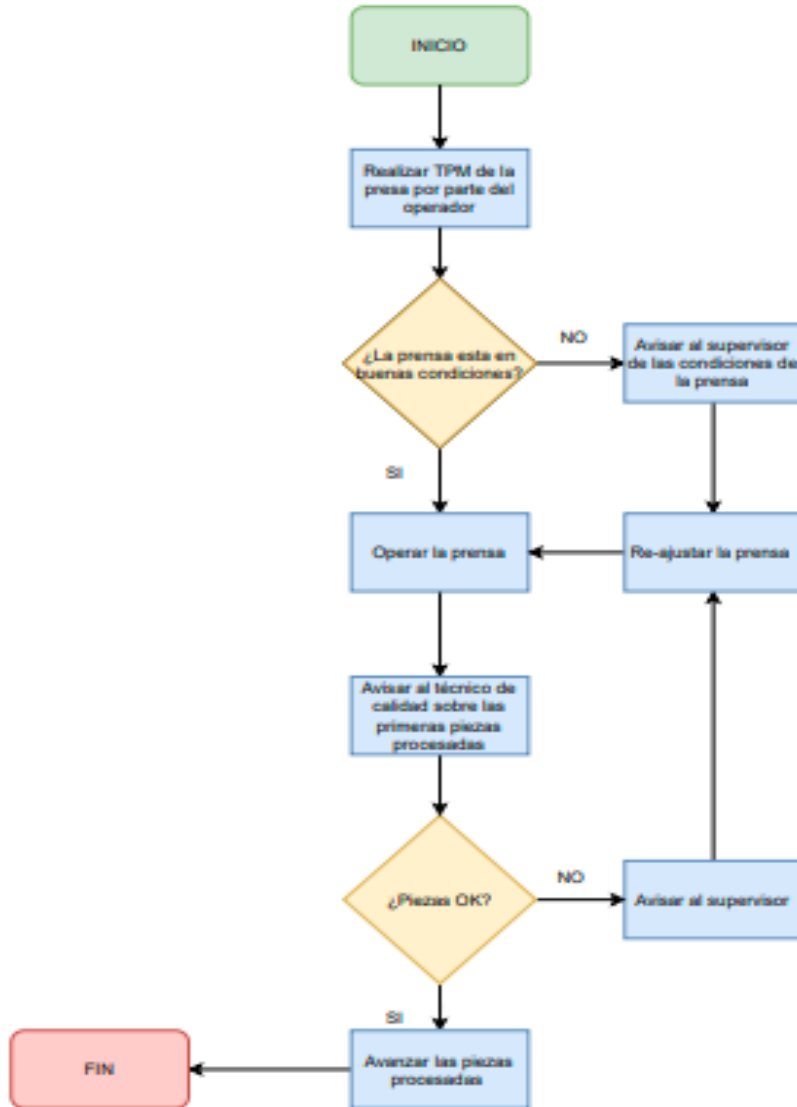 INICIO
Realizar TPM de la
presa por parte del
operador
¿La prensa esta en
buenas condiciones?
NO
Avisar al supervisor
de las condiciones de
la prensa
SI
Operar la prensa
Re-ajustar la prensa
Avisar al técnico de
calidad sobre las
primeras piezas
procesadas
¿Piezas OK?
NO
Avisar al supervisor
SI
Avanzar las piezas
procesadas
FIN